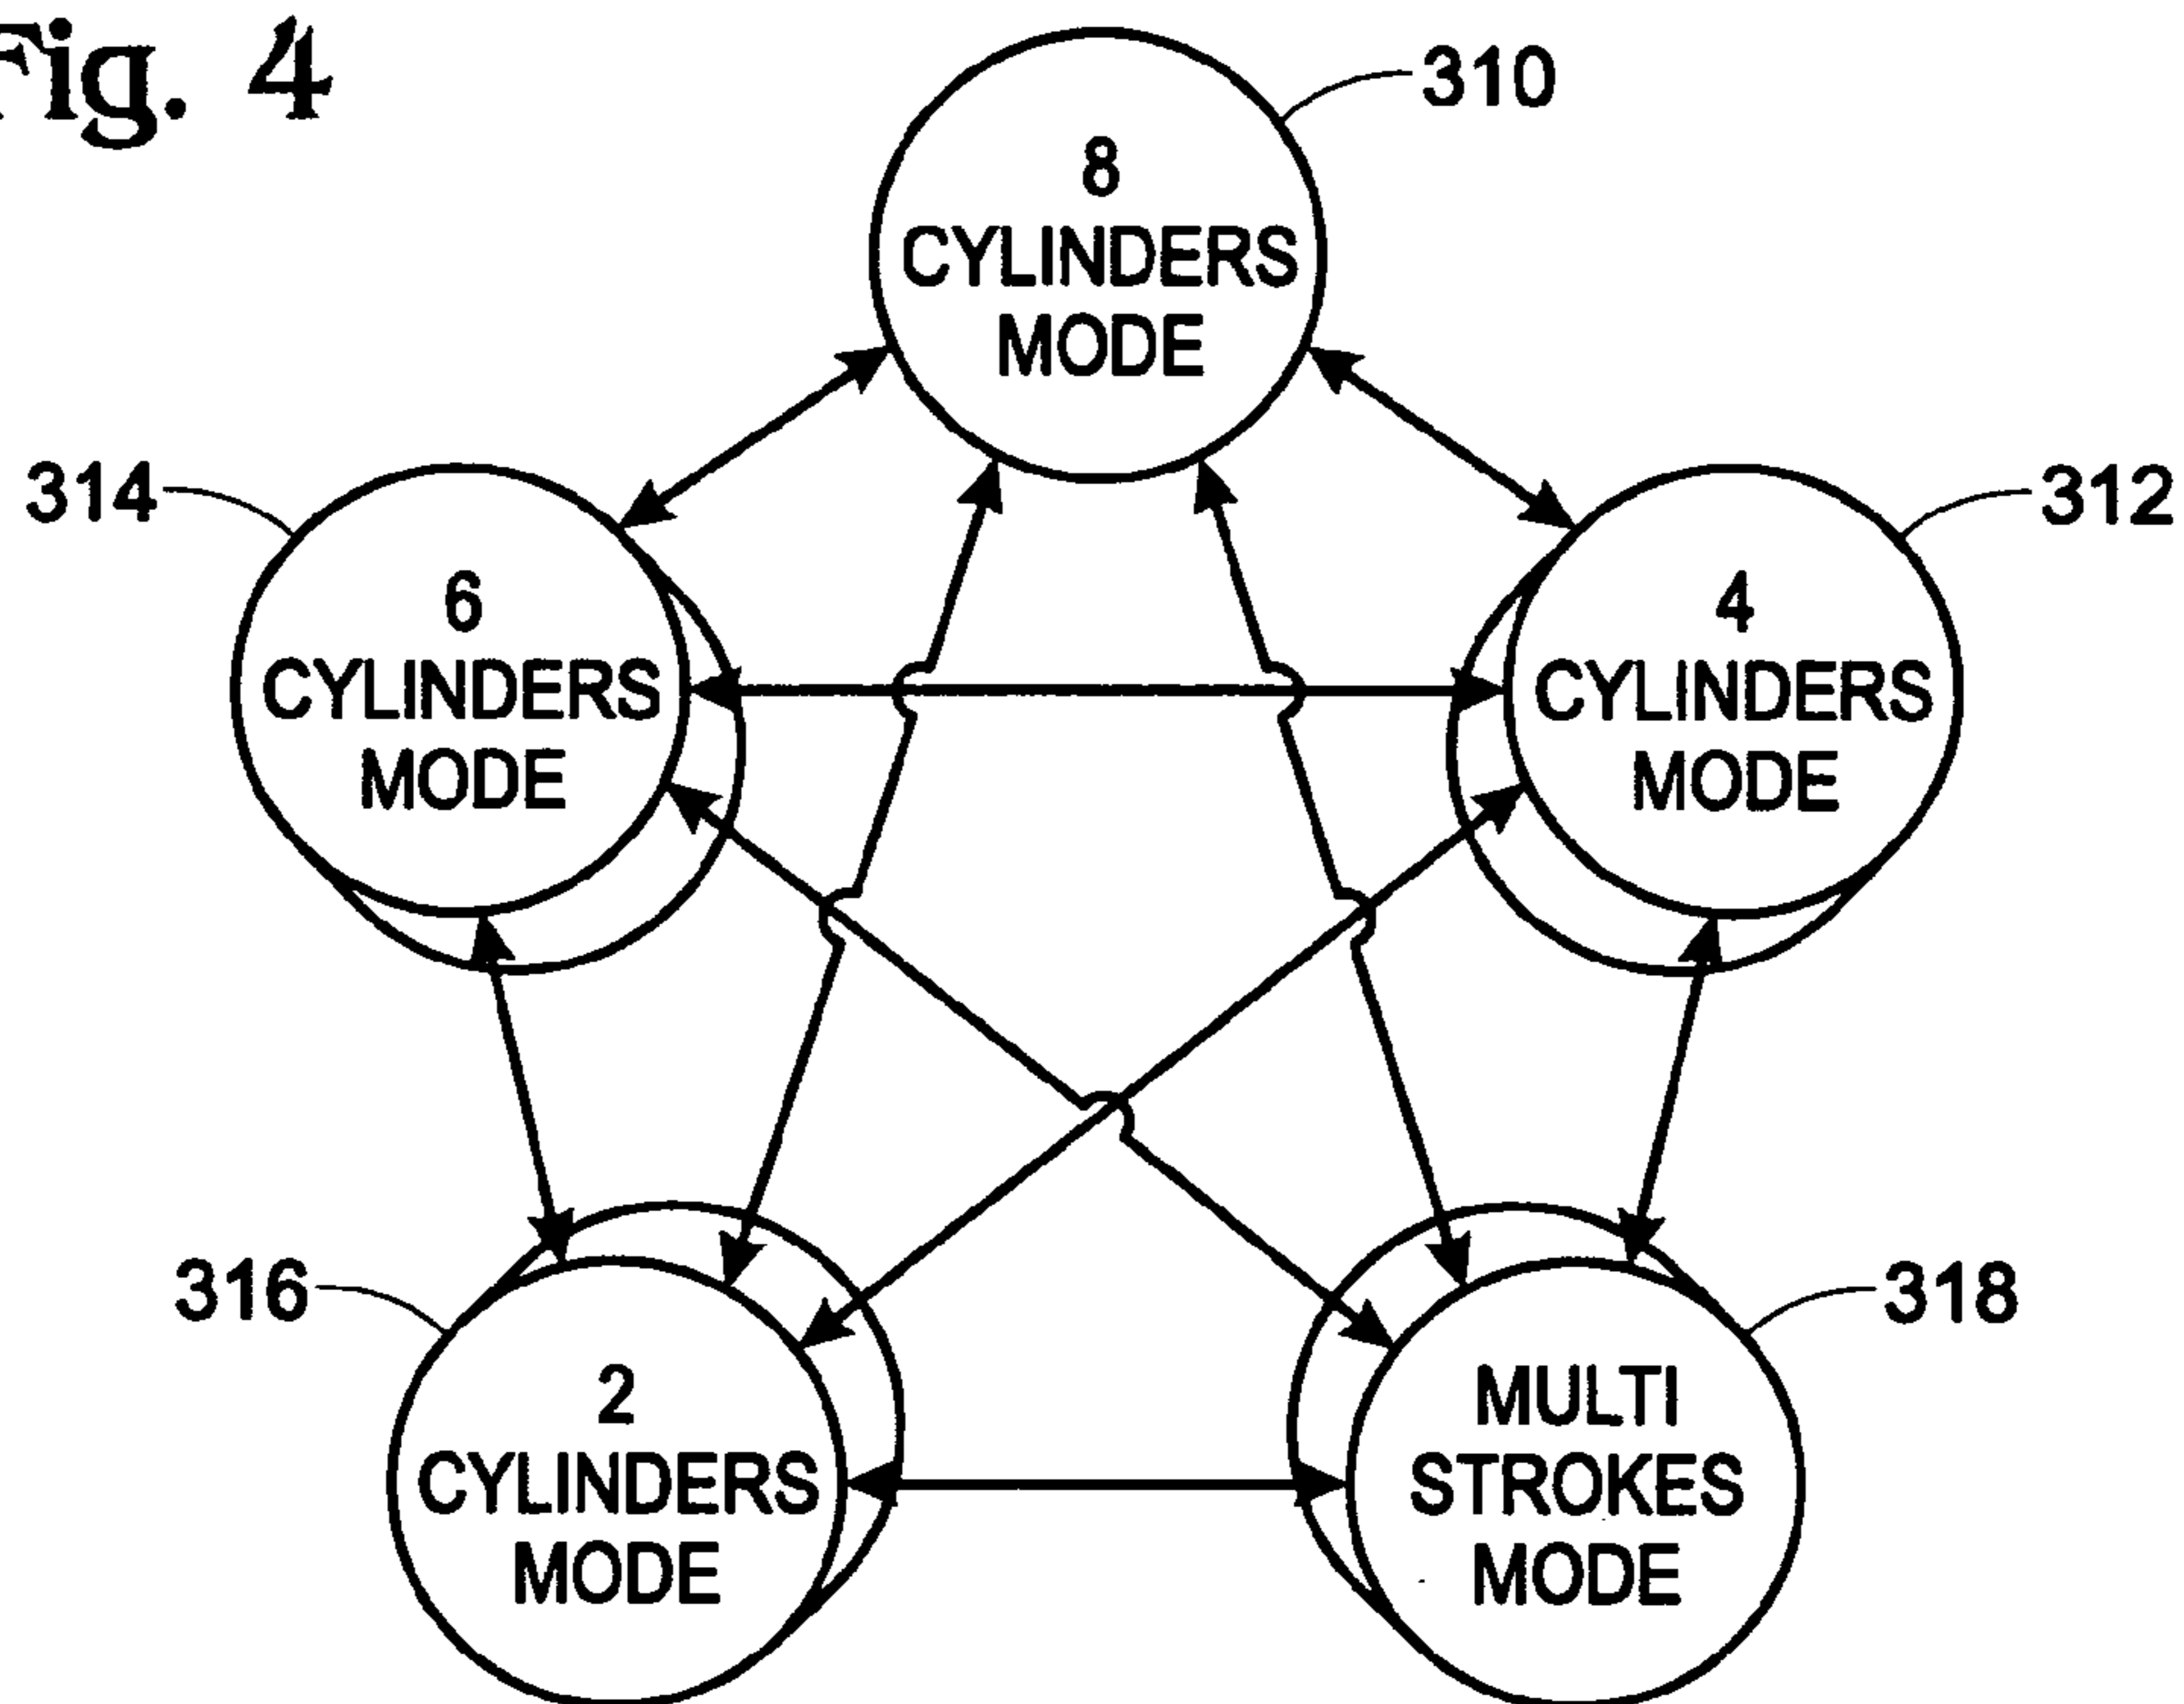 Fig. 4
310
8
CYLINDERS
MODE
314
312
6
CYLINDERS
MODE
4
CYLINDERS
MODE
316
318
2
CYLINDERS
MODE
MULTI
STROKES
MODE